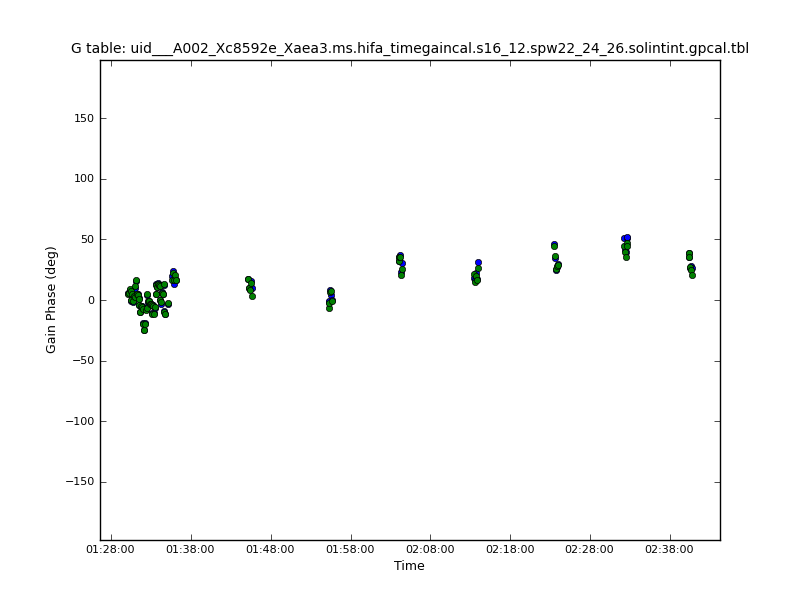 G table: uid___A002_Xc8592e_Xaea3.ms.hifa_timegaincal.s16_12.spw22_24_26.solintint.gpcal.tbl
Gain Phase (deg)
150
100
50
0
−50
−100
−150
01:28:00 01:38:00 01:48:00 01:58:00 02:08:00 02:18:00 02:28:00 02:38:00
Time